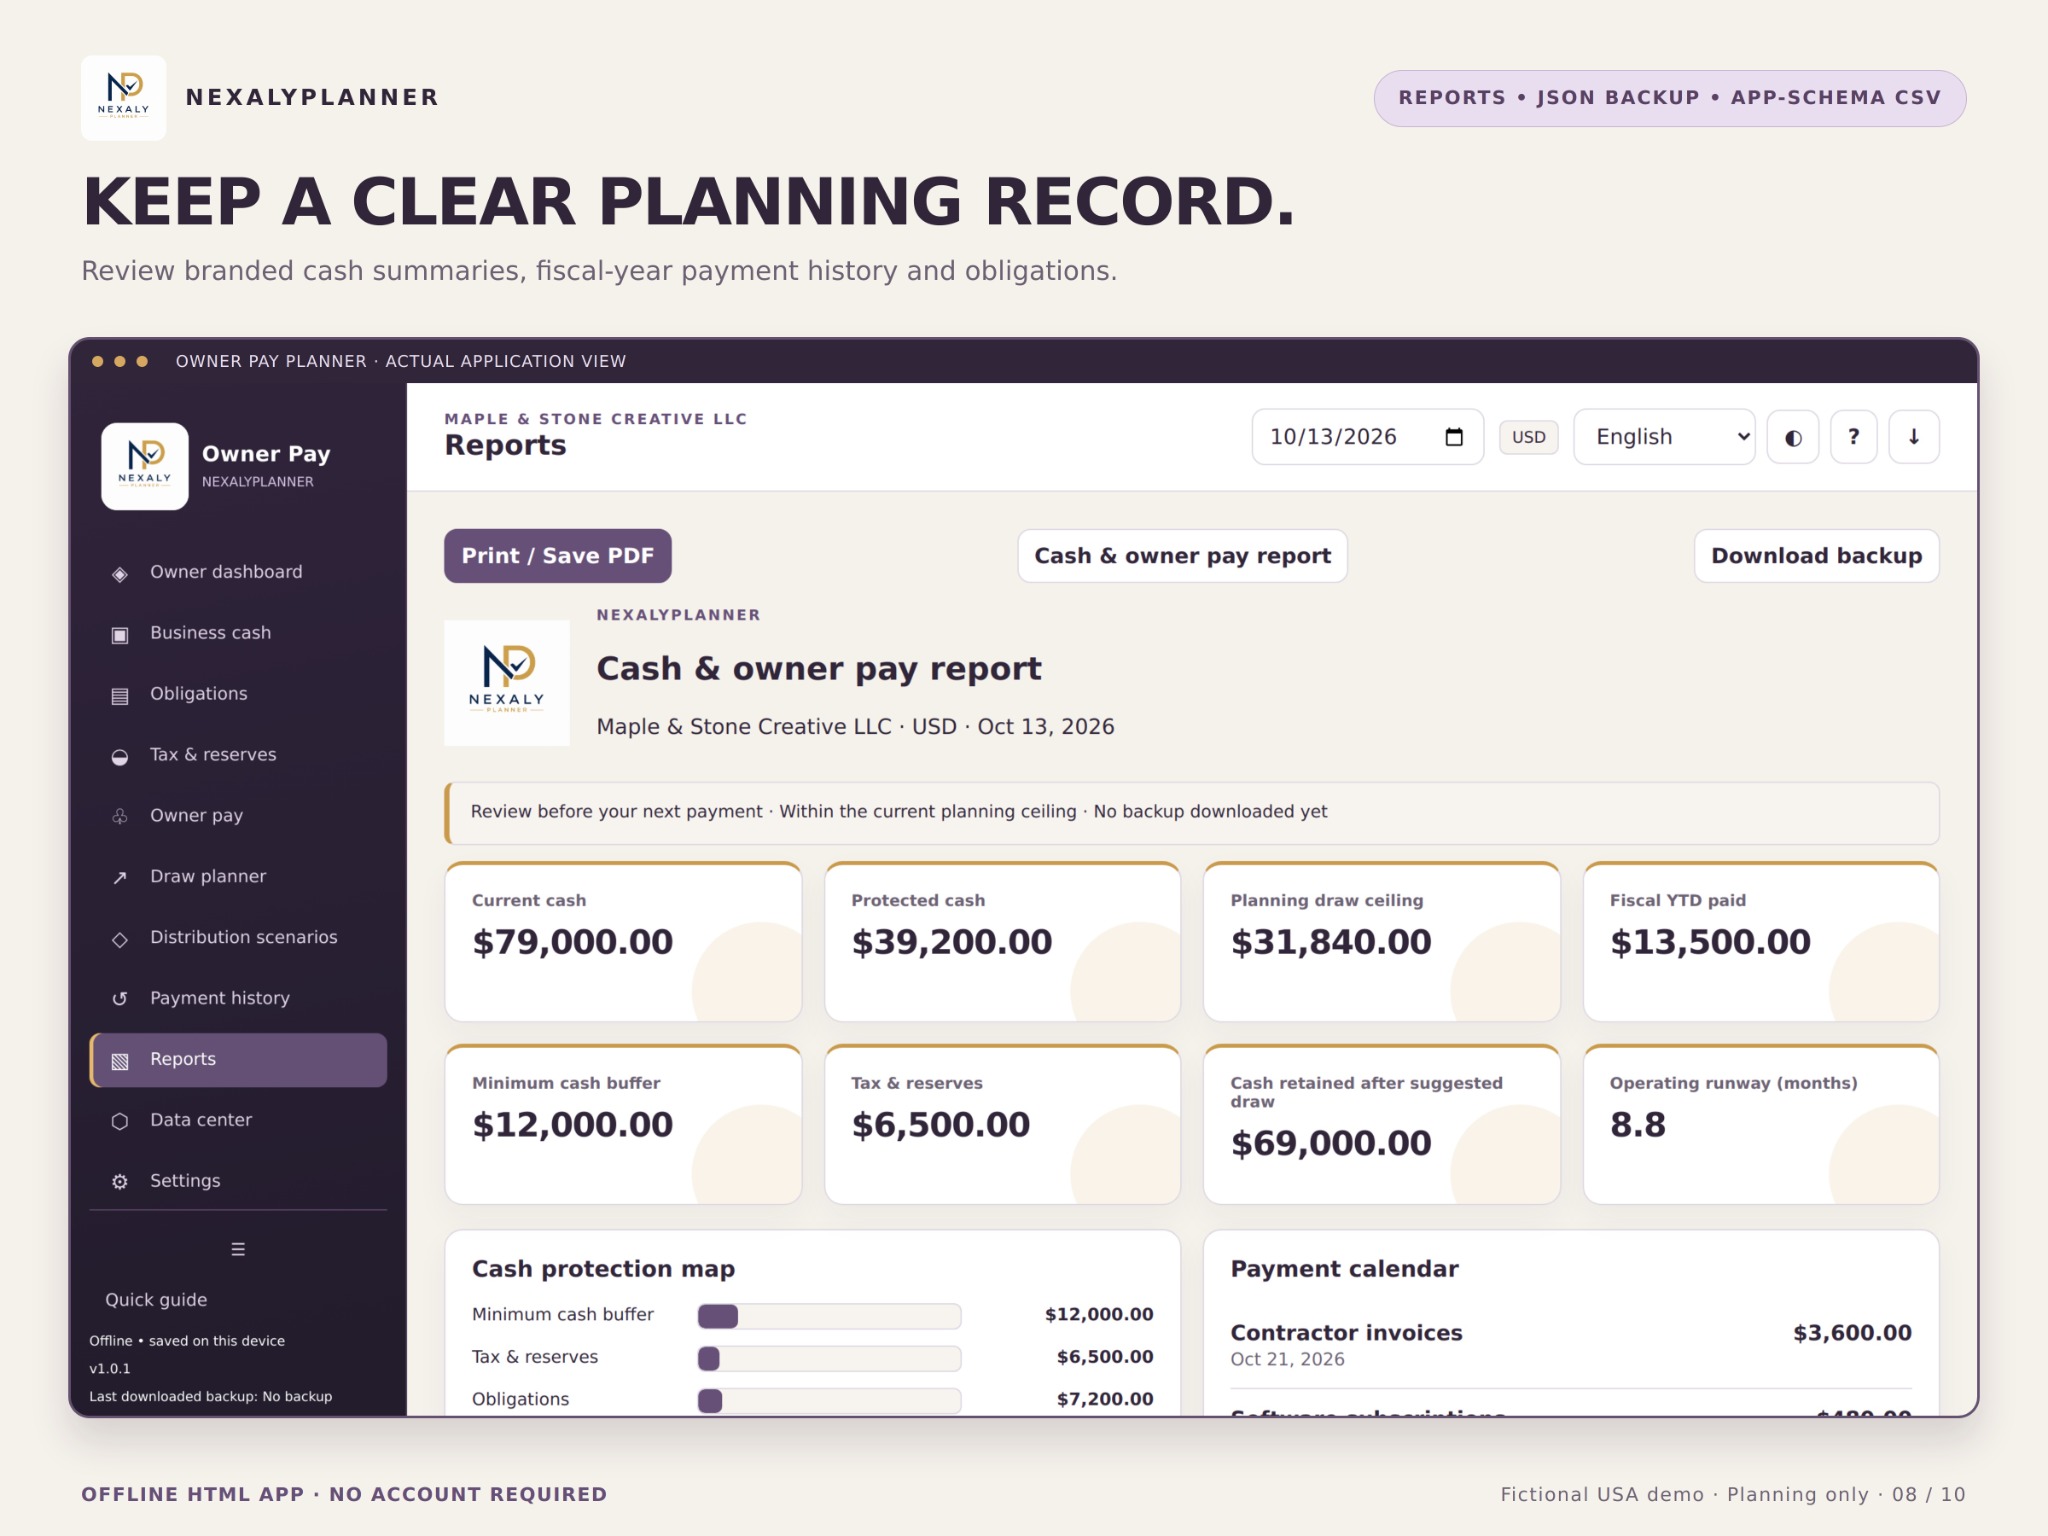 NEXALY
PLANNER
NEXALYPLANNER
REPORTS • JSON BACKUP • APP-SCHEMA CSV
KEEP A CLEAR PLANNING RECORD.
Review branded cash summaries, fiscal-year payment history and obligations.
OWNER PAY PLANNER · ACTUAL APPLICATION VIEW
NEXALY
PLANNER
Owner Pay
NEXALYPLANNER
Owner dashboard
Business cash
Obligations
Tax & reserves
Owner pay
Draw planner
Distribution scenarios
Payment history
Reports
Data center
Settings
Quick guide
Offline • saved on this device
v1.0.1
Last downloaded backup: No backup
MAPLE & STONE CREATIVE LLC
Reports
10/13/2026
USD
English
?
↓
Print / Save PDF
Cash & owner pay report
Download backup
NEXALY
PLANNER
NEXALYPLANNER
Cash & owner pay report
Maple & Stone Creative LLC · USD · Oct 13, 2026
Review before your next payment · Within the current planning ceiling · No backup downloaded yet
Current cash
$79,000.00
Protected cash
$39,200.00
Planning draw ceiling
$31,840.00
Fiscal YTD paid
$13,500.00
Minimum cash buffer
$12,000.00
Tax & reserves
$6,500.00
Cash retained after suggested
draw
$69,000.00
Operating runway (months)
8.8
Cash protection map
Minimum cash buffer $12,000.00
Tax & reserves $6,500.00
Obligations $7,200.00
Payment calendar
Contractor invoices $3,600.00
Oct 21, 2026
Software subscriptions $480.00
OFFLINE HTML APP · NO ACCOUNT REQUIRED
Fictional USA demo · Planning only · 08 / 10